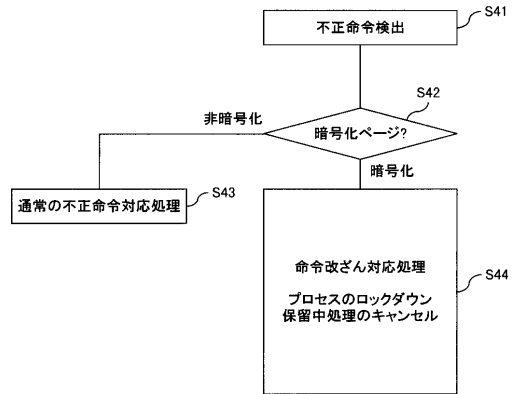 S41
不正命令検出
S42
暗号化ページ?
非暗号化
暗号化
通常の不正命令対応処理
S43
命令改ざん対応処理
プロセスのロックダウン
保留中処理のキャンセル
S44